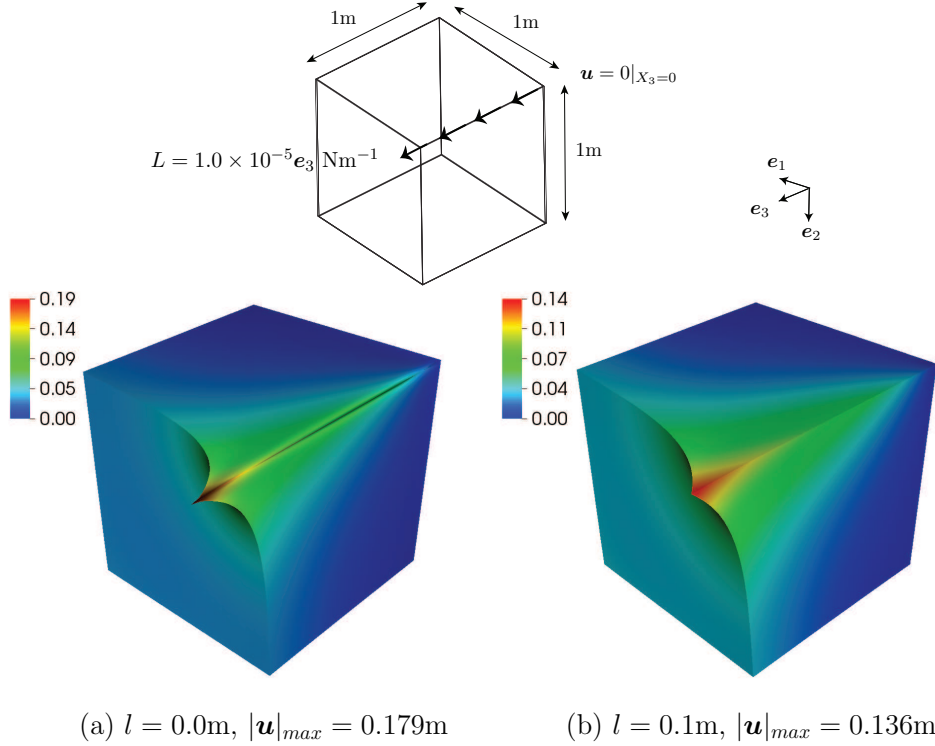 1m
1m
u = 0|X₃=0
1m
L = 1.0 × 10⁻⁵e₃ Nm⁻¹
e₁
e₃
e₂
0.19
0.14
0.09
0.05
0.00
0.14
0.11
0.07
0.04
0.00
(a) l = 0.0m, |u|max = 0.179m
(b) l = 0.1m, |u|max = 0.136m